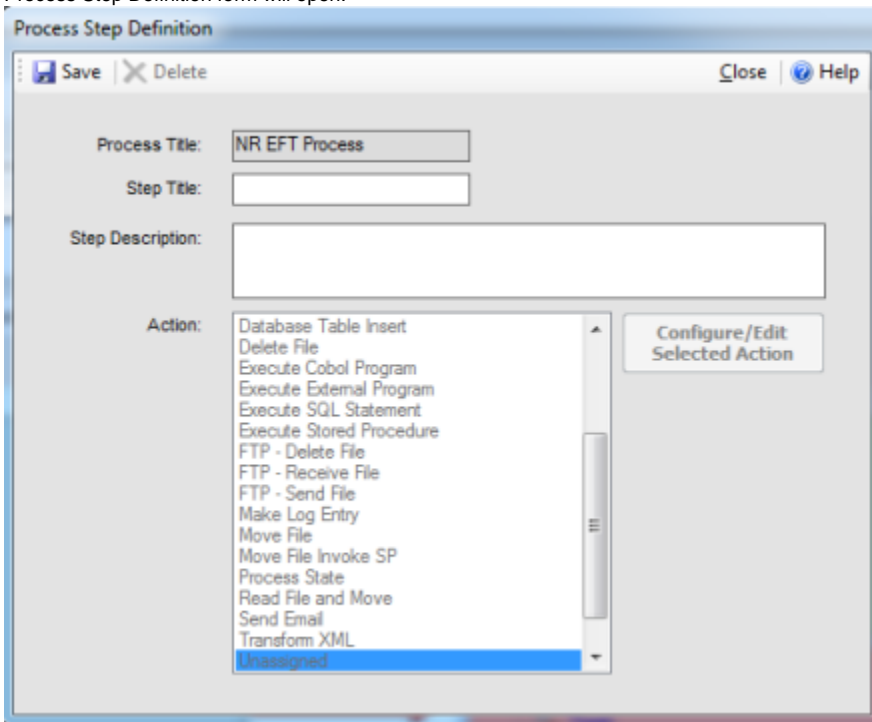 Process Step Definition form will open.
Process Step Definition
Save Delete Close Help
Process Title: NR EFT Process
Step Title:
Step Description:
Action:
Database Table Insert
Delete File
Execute Cobol Program
Execute External Program
Execute SQL Statement
Execute Stored Procedure
FTP - Delete File
FTP - Receive File
FTP - Send File
Make Log Entry
Move File
Move File Invoke SP
Process State
Read File and Move
Send Email
Transform XML
Unassigned
Configure/Edit
Selected Action